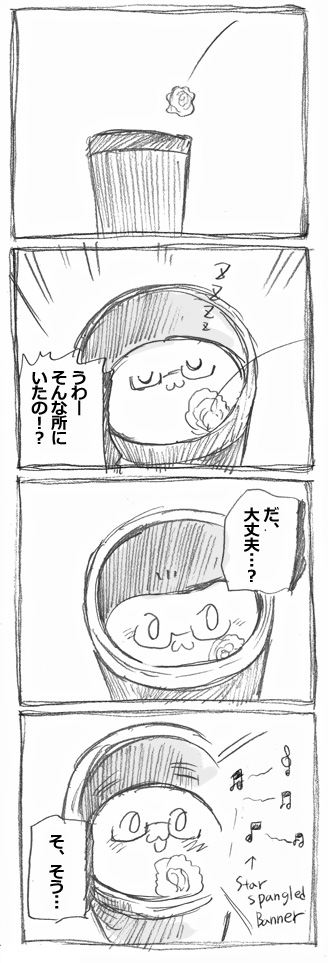 z
z
z
z
うわー
そんな所に
いたの!?
だ、
大丈夫…?
そ、そう…
Star
spangled
Banner